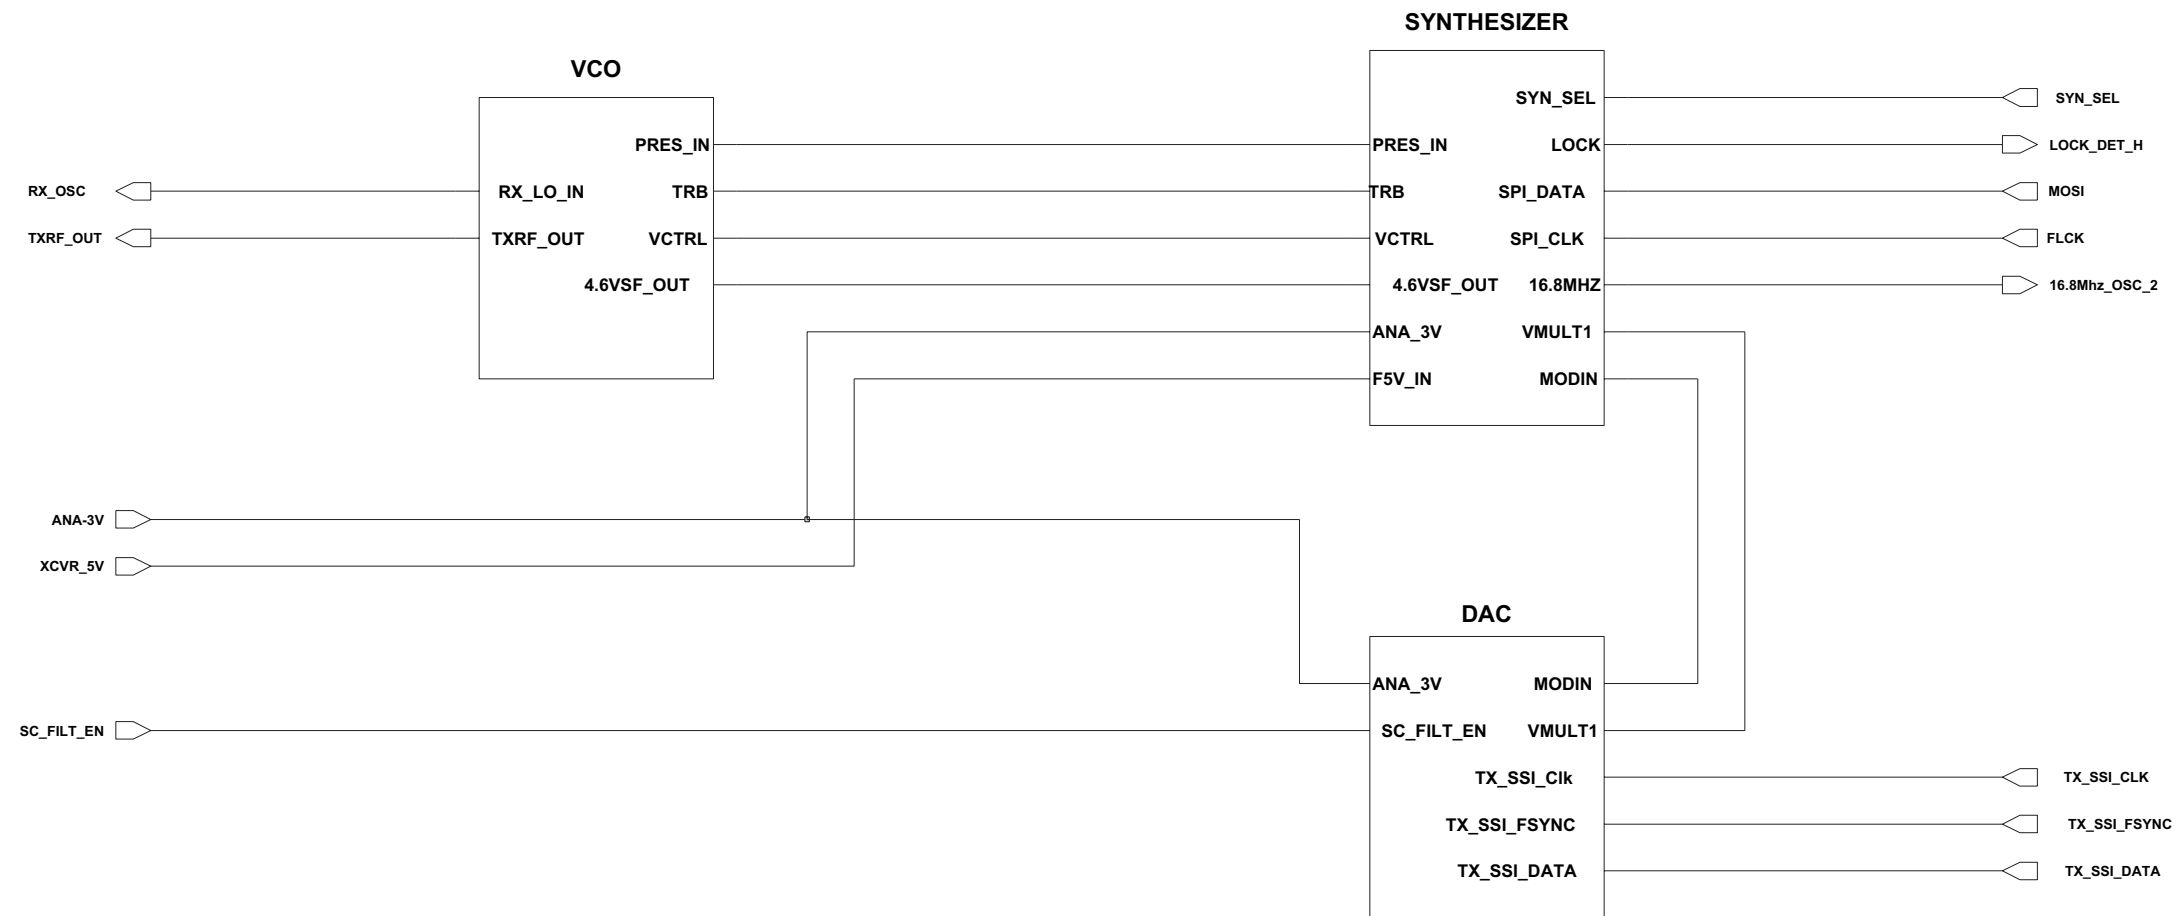 SYNTHESIZER
VCO
SYN_SEL SYN_SEL
PRES_IN PRES_IN LOCK LOCK_DET_H
RX_OSC RX_LO_IN TRB TRB SPI_DATA MOSI
TXRF_OUT TXRF_OUT VCTRL VCTRL SPI_CLK FLCK
4.6VSF_OUT 4.6VSF_OUT 16.8MHZ 16.8Mhz_OSC_2
ANA_3V VMULT1
F5V_IN MODIN
ANA-3V
XCVR_5V
DAC
ANA_3V MODIN
SC_FILT_EN SC_FILT_EN VMULT1
TX_SSI_Clk TX_SSI_CLK
TX_SSI_FSYNC TX_SSI_FSYNC
TX_SSI_DATA TX_SSI_DATA